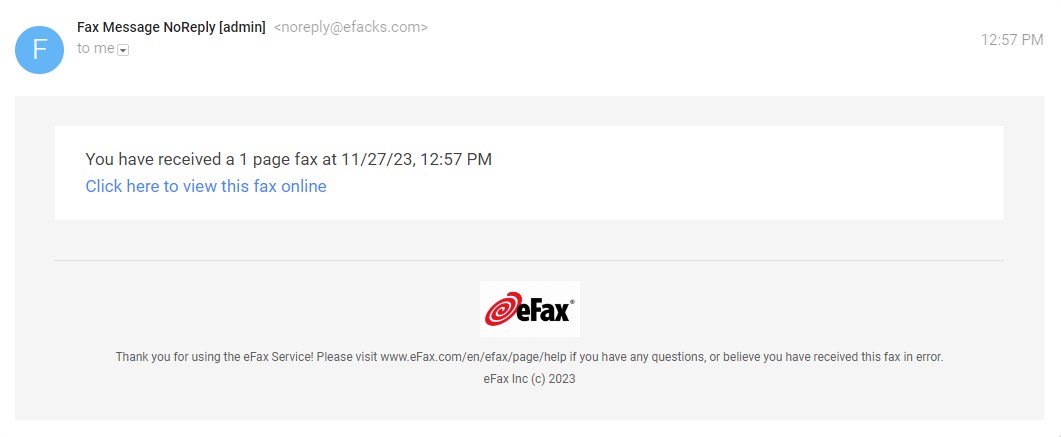 F
Fax Message NoReply [admin] <noreply@efacks.com>
12:57 PM
to me
You have received a 1 page fax at 11/27/23, 12:57 PM
Click here to view this fax online
eFax®
Thank you for using the eFax Service! Please visit www.eFax.com/en/efax/page/help if you have any questions, or believe you have received this fax in error.
eFax Inc (c) 2023